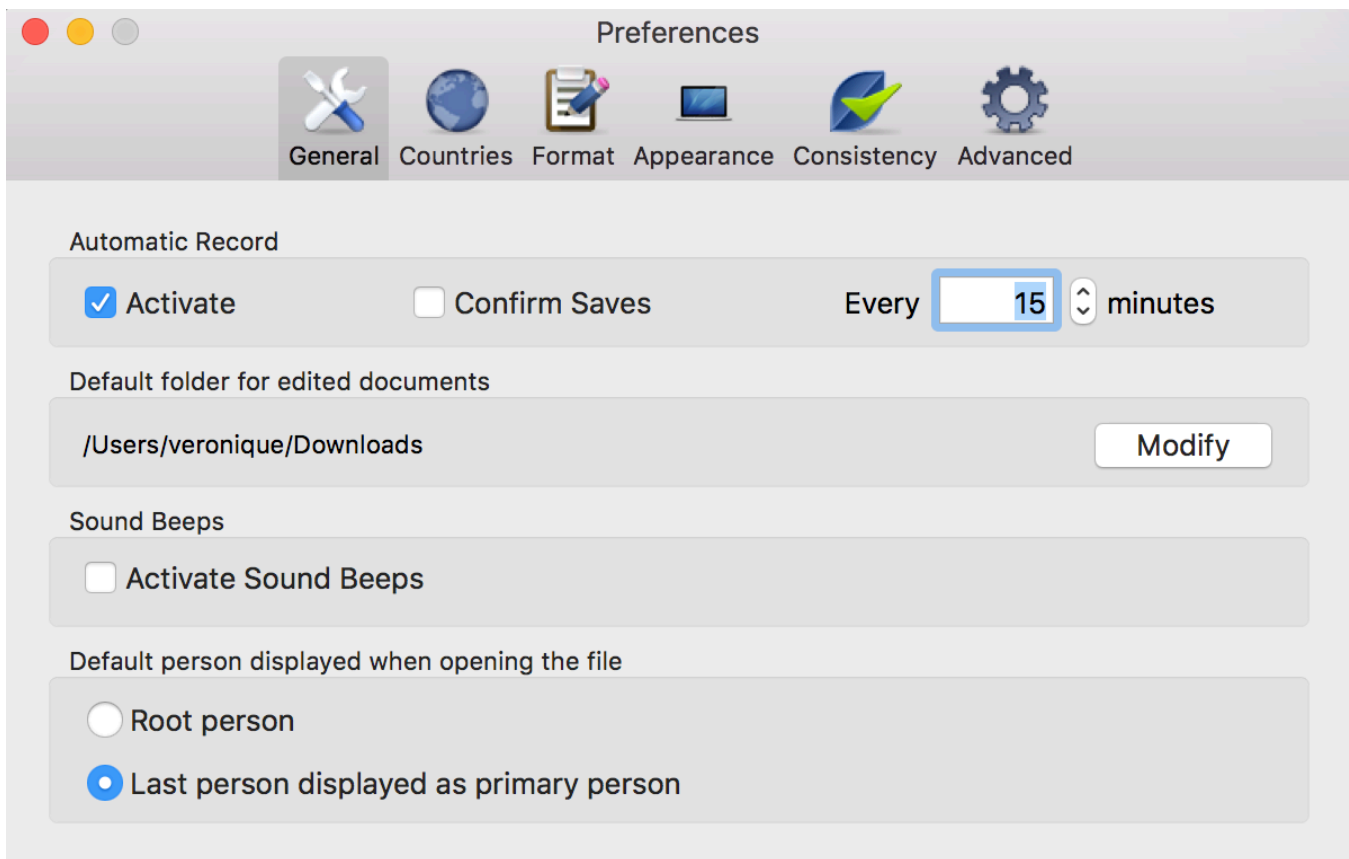 Preferences
General Countries Format Appearance Consistency Advanced
Automatic Record
Activate Confirm Saves Every 15 minutes
Default folder for edited documents
/Users/veronique/Downloads Modify
Sound Beeps
Activate Sound Beeps
Default person displayed when opening the file
Root person
Last person displayed as primary person